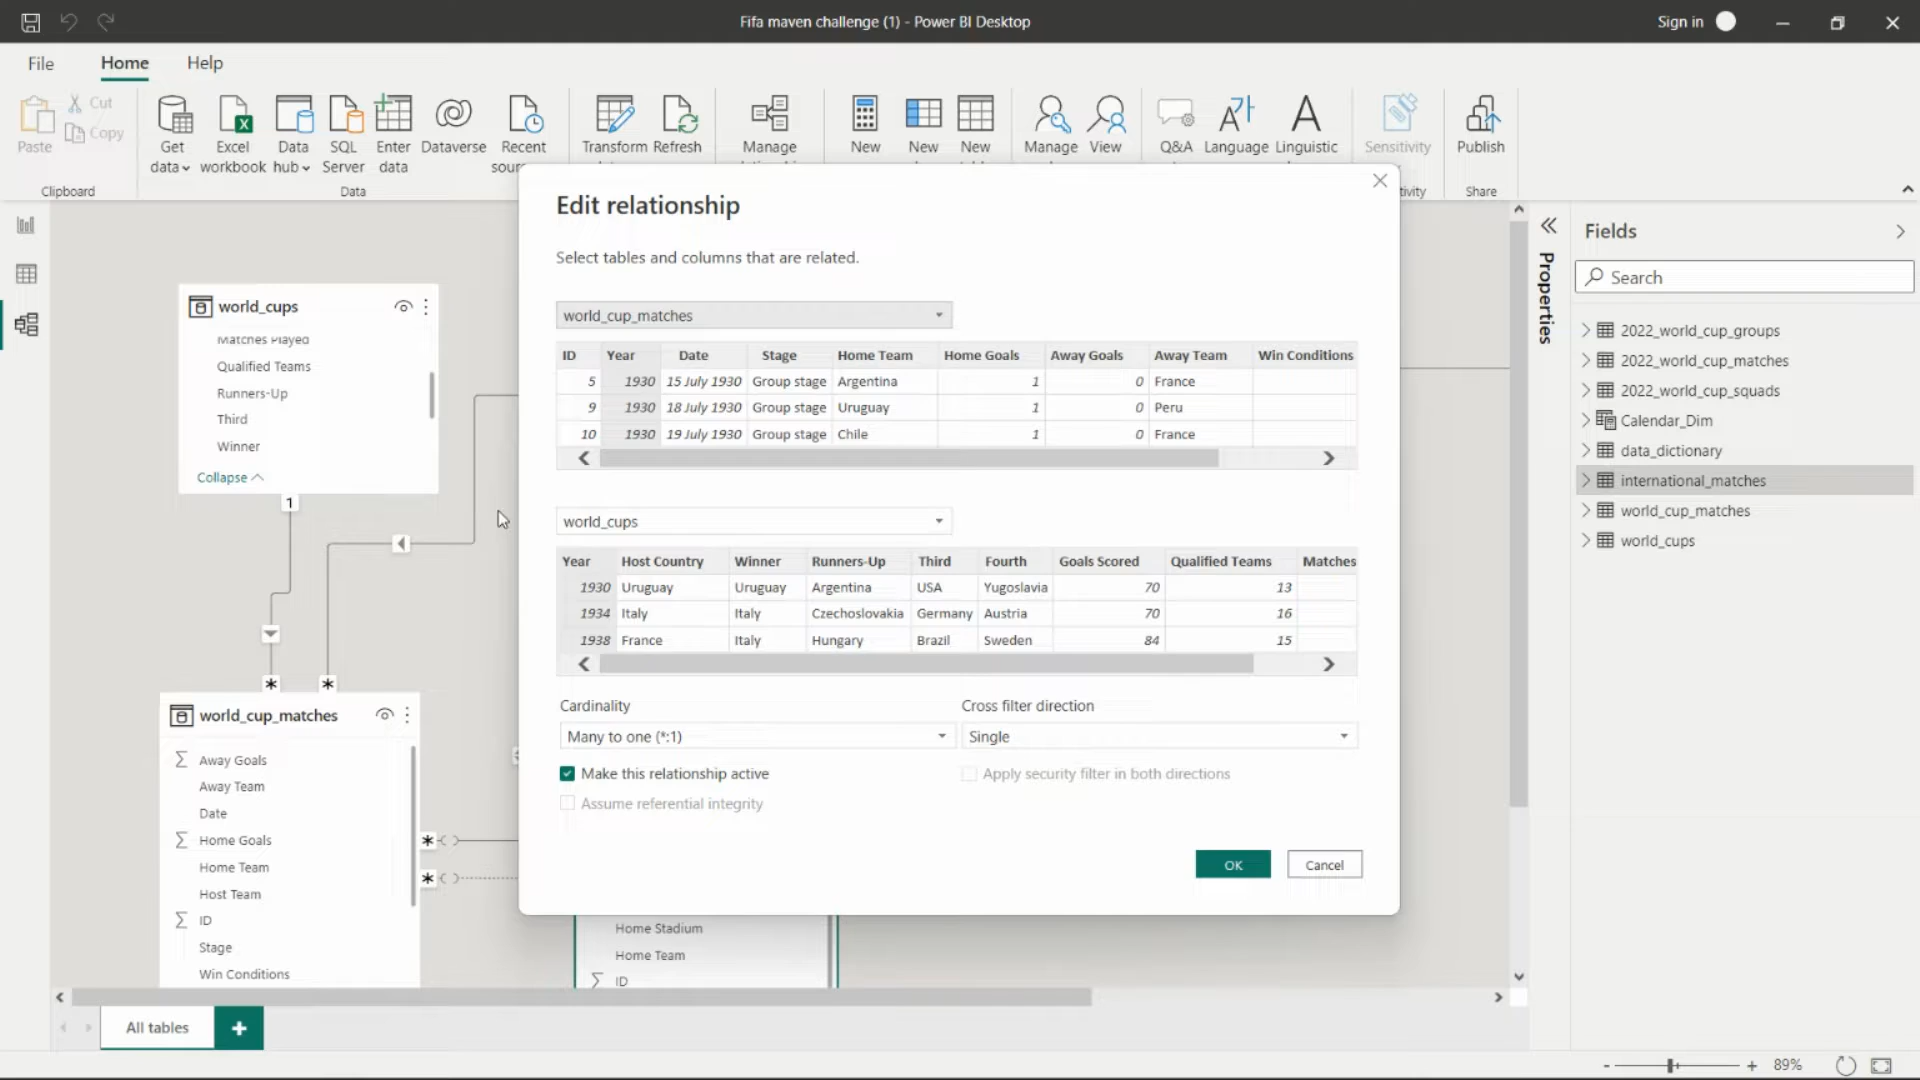 Fifa maven challenge (1) - Power BI Desktop
Sign in
File
Home
Help
Paste
Cut
Copy
Get data
Excel workbook
Data hub
SQL Server
Enter data
Dataverse
Recent
Transform
Refresh
Manage
New
New
New
Manage
View
Q&A
Language
Linguistic
Sensitivity
Publish
Clipboard
Data
Share
Edit relationship
Select tables and columns that are related.
world_cup_matches
ID Year Date Stage Home Team Home Goals Away Goals Away Team Win Conditions
5 1930 15 July 1930 Group stage Argentina 1 0 France
9 1930 18 July 1930 Group stage Uruguay 1 0 Peru
10 1930 19 July 1930 Group stage Chile 1 0 France
world_cups
Year Host Country Winner Runners-Up Third Fourth Goals Scored Qualified Teams Matches
1930 Uruguay Uruguay Argentina USA Yugoslavia 70 13
1934 Italy Italy Czechoslovakia Germany Austria 70 16
1938 France Italy Hungary Brazil Sweden 84 15
Cardinality
Many to one (*:1)
Cross filter direction
Single
Make this relationship active
Apply security filter in both directions
Assume referential integrity
OK
Cancel
world_cups
Matches Played
Qualified Teams
Runners-Up
Third
Winner
Collapse
1
*
*
world_cup_matches
Away Goals
Away Team
Date
Home Goals
Home Team
Host Team
ID
Stage
Win Conditions
*
*
Home Stadium
Home Team
ID
Properties
Fields
Search
2022_world_cup_groups
2022_world_cup_matches
2022_world_cup_squads
Calendar_Dim
data_dictionary
international_matches
world_cup_matches
world_cups
All tables
+
- + 89%